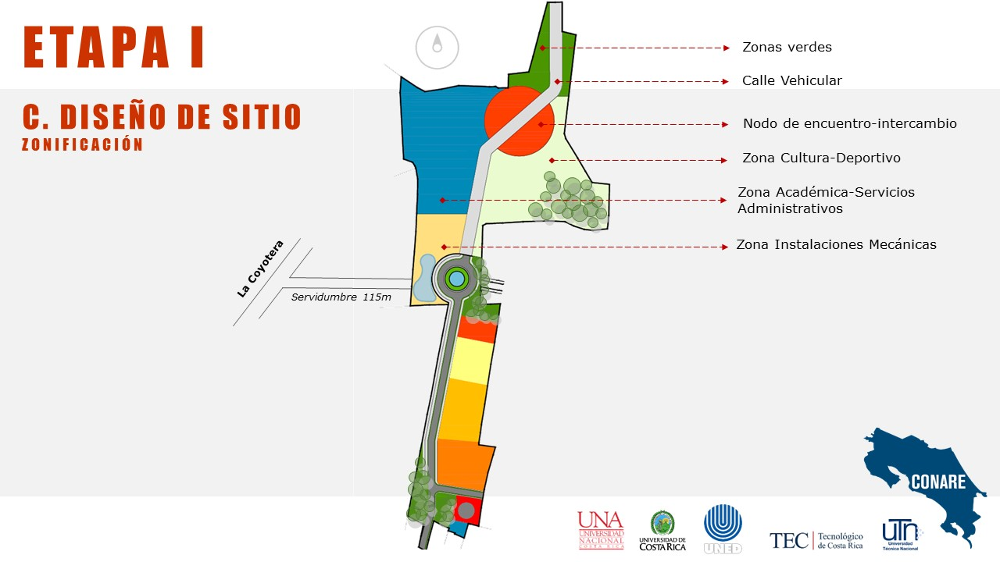 ETAPA I
C. DISEÑO DE SITIO
ZONIFICACIÓN
Zonas verdes
Calle Vehicular
Nodo de encuentro-intercambio
Zona Cultura-Deportivo
Zona Académica-Servicios
Administrativos
Zona Instalaciones Mecánicas
La Coyotera
Servidumbre 115m
CONARE
UNA
UNIVERSIDAD
NACIONAL
COSTA RICA
UNIVERSIDAD DE
COSTA RICA
UNED
TEC
Tecnológico
de Costa Rica
UTN
Universidad
Técnica Nacional